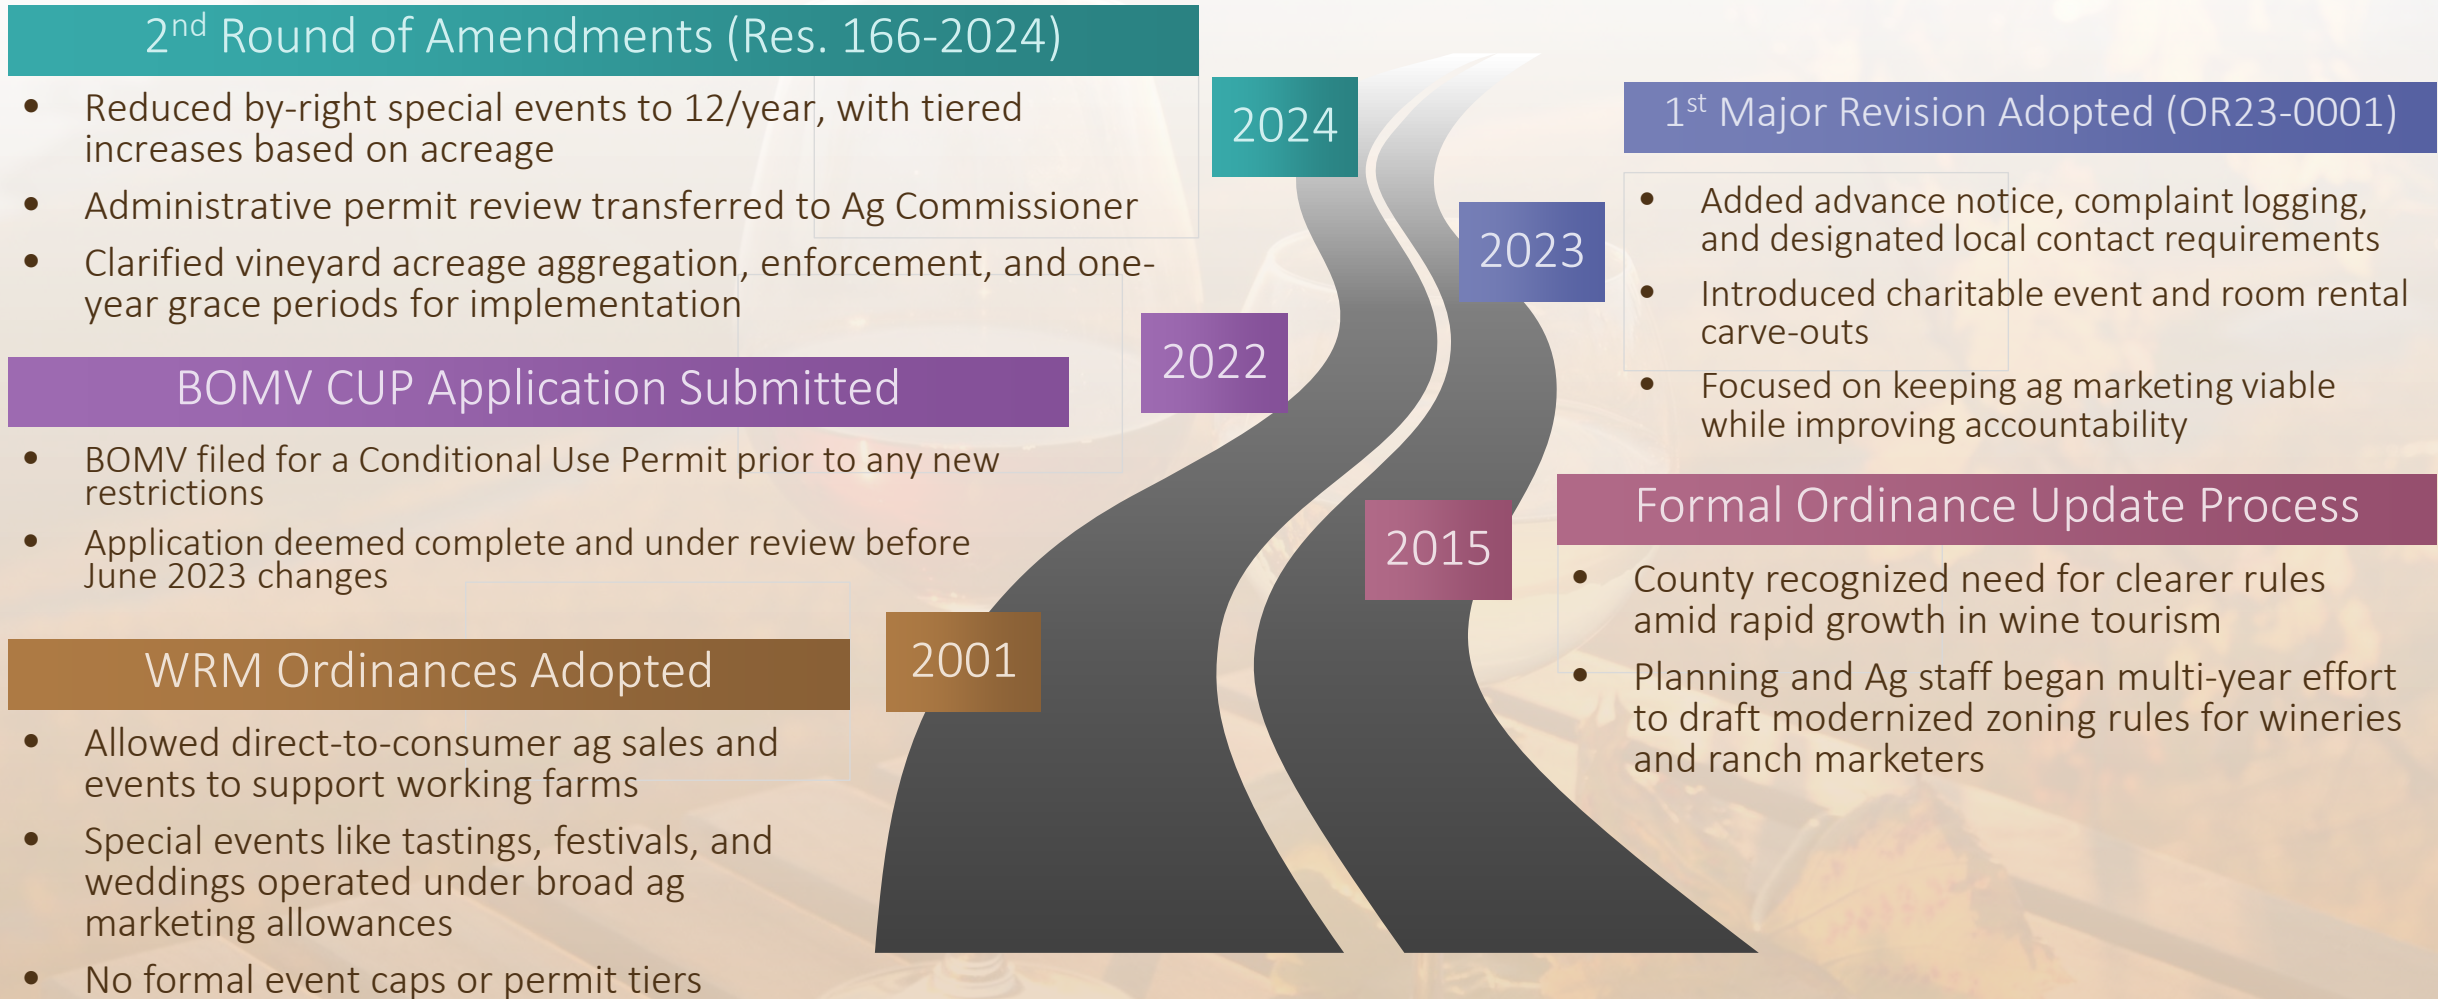 2nd Round of Amendments (Res. 166-2024)
• Reduced by-right special events to 12/year, with tiered
increases based on acreage
• Administrative permit review transferred to Ag Commissioner
• Clarified vineyard acreage aggregation, enforcement, and one-
year grace periods for implementation
2024
1st Major Revision Adopted (OR23-0001)
• Added advance notice, complaint logging,
and designated local contact requirements
• Introduced charitable event and room rental
carve-outs
• Focused on keeping ag marketing viable
while improving accountability
2023
BOMV CUP Application Submitted
• BOMV filed for a Conditional Use Permit prior to any new
restrictions
• Application deemed complete and under review before
June 2023 changes
2022
Formal Ordinance Update Process
• County recognized need for clearer rules
amid rapid growth in wine tourism
• Planning and Ag staff began multi-year effort
to draft modernized zoning rules for wineries
and ranch marketers
2015
WRM Ordinances Adopted
• Allowed direct-to-consumer ag sales and
events to support working farms
• Special events like tastings, festivals, and
weddings operated under broad ag
marketing allowances
• No formal event caps or permit tiers
2001